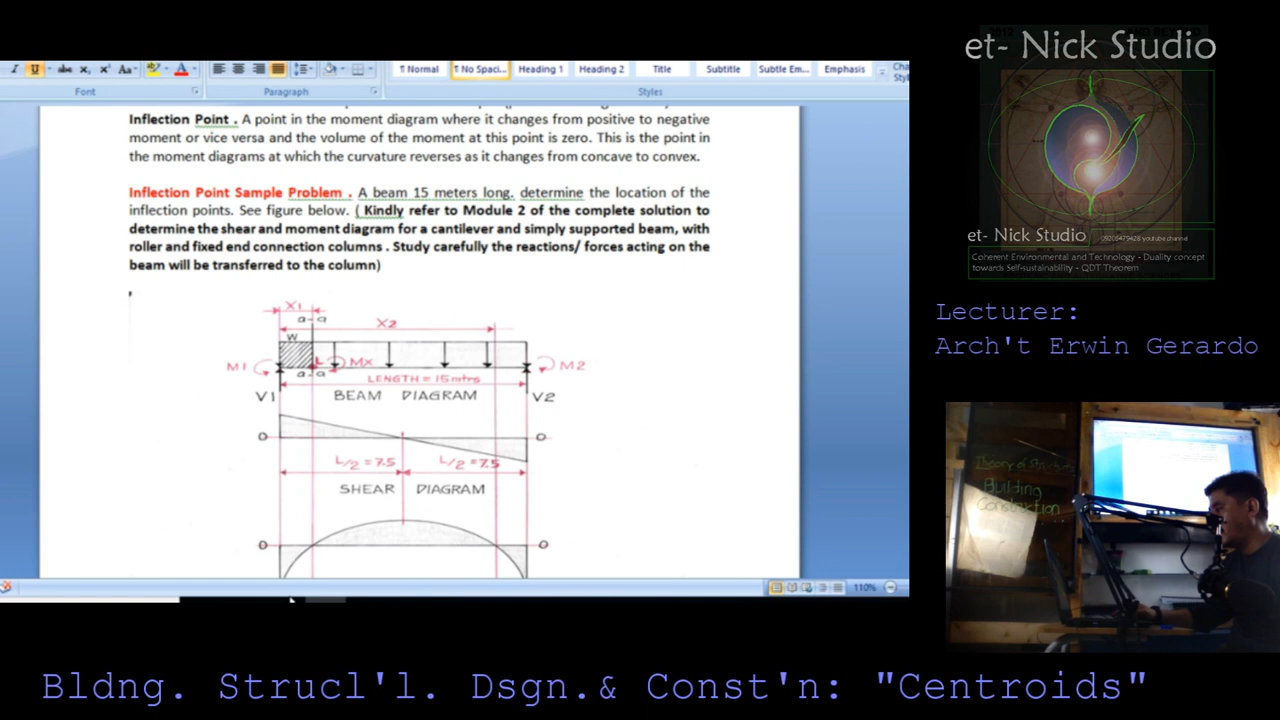 et- Nick Studio
Font
Paragraph
Styles
Normal
No Spaci...
Heading 1
Heading 2
Title
Subtitle
Subtle Em...
Emphasis
Inflection Point . A point in the moment diagram where it changes from positive to negative
moment or vice versa and the volume of the moment at this point is zero. This is the point in
the moment diagrams at which the curvature reverses as it changes from concave to convex.
Inflection Point Sample Problem . A beam 15 meters long. determine the location of the
inflection points. See figure below. ( Kindly refer to Module 2 of the complete solution to
determine the shear and moment diagram for a cantilever and simply supported beam, with
roller and fixed end connection columns . Study carefully the reactions/ forces acting on the
beam will be transferred to the column)
X1
a-a
X2
W
M1
L
Mx
M2
a-a
LENGTH = 15 mtrs
V1
BEAM DIAGRAM
V2
0
0
L/2 = 7.5
L/2 = 7.5
SHEAR DIAGRAM
0
0
110%
et- Nick Studio
09205479428 youtube channel
Coherent Environmental and Technology - Duality concept
towards Self-sustainability - QDT Theorem
Lecturer:
Arch't Erwin Gerardo
Theory of Structure
Building
Construction
Bldng. Strucl'l. Dsgn.& Const'n: "Centroids"